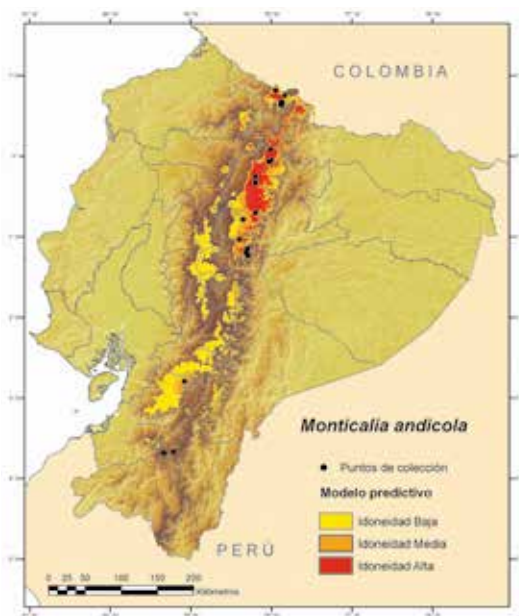 COLOMBIA
Monticalia andicola
Puntos de colección
Modelo predictivo
Idoneidad Baja
Idoneidad Media
Idoneidad Alta
PERÚ
0 25 50 100 150 200
Kilómetros